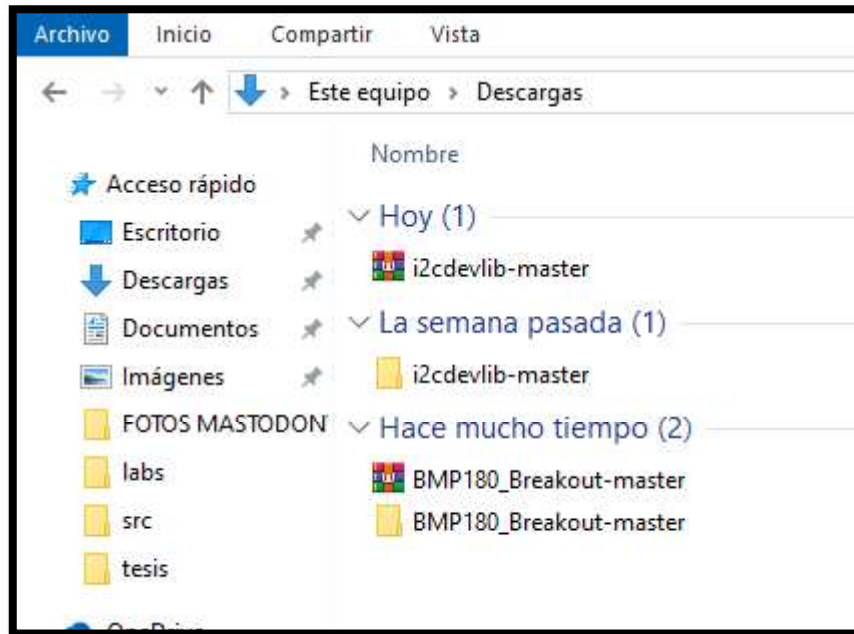 Archivo Inicio Compartir Vista
Este equipo > Descargas
Nombre
Acceso rápido
Escritorio
Descargas
Documentos
Imágenes
FOTOS MASTODON
labs
src
tesis
Hoy (1)
i2cdevlib-master
La semana pasada (1)
i2cdevlib-master
Hace mucho tiempo (2)
BMP180_Breakout-master
BMP180_Breakout-master